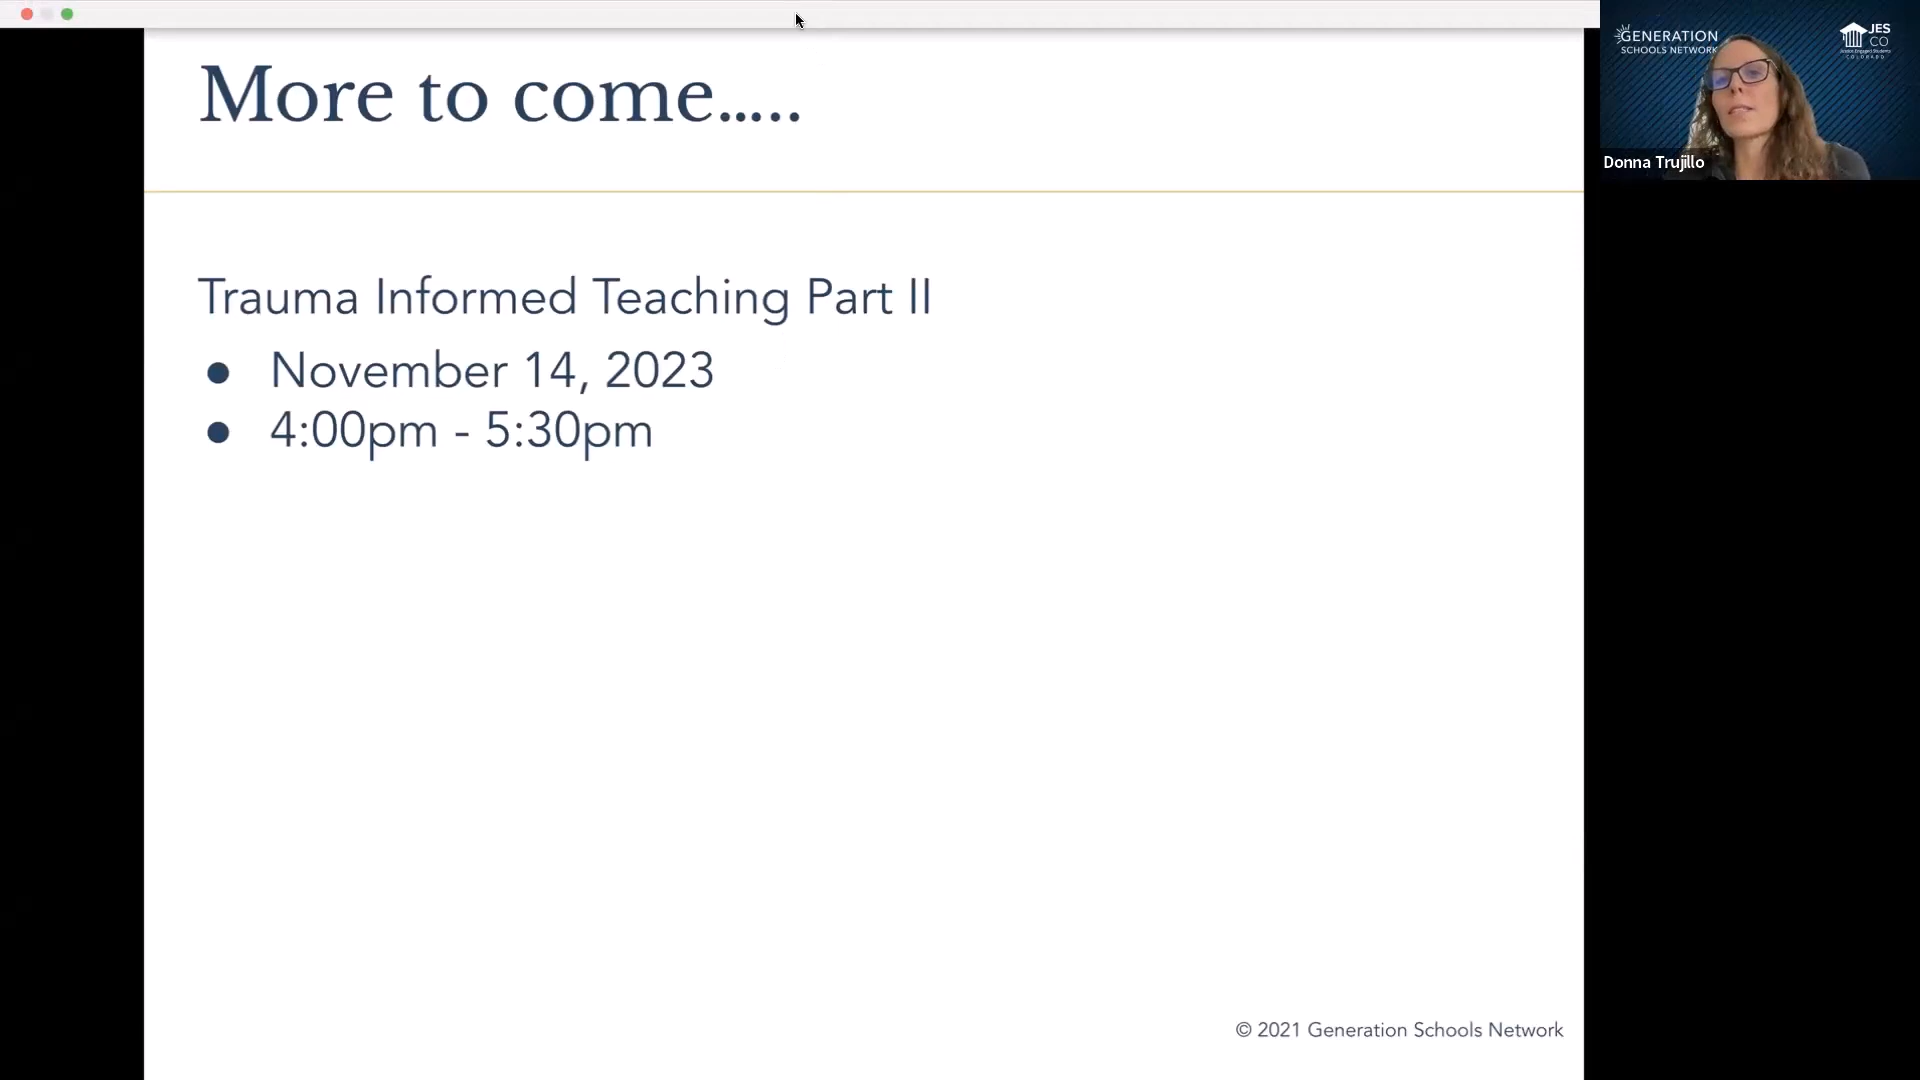 More to come…..
Trauma Informed Teaching Part II
● November 14, 2023
● 4:00pm - 5:30pm
© 2021 Generation Schools Network
GENERATION
SCHOOLS NETWORK
JES
CO
COLORADO
Donna Trujillo